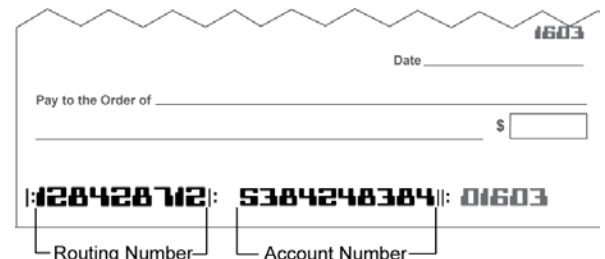 1603
Date
Pay to the Order of
$
|:128428712|: 5384248384||: 01603
Routing Number Account Number